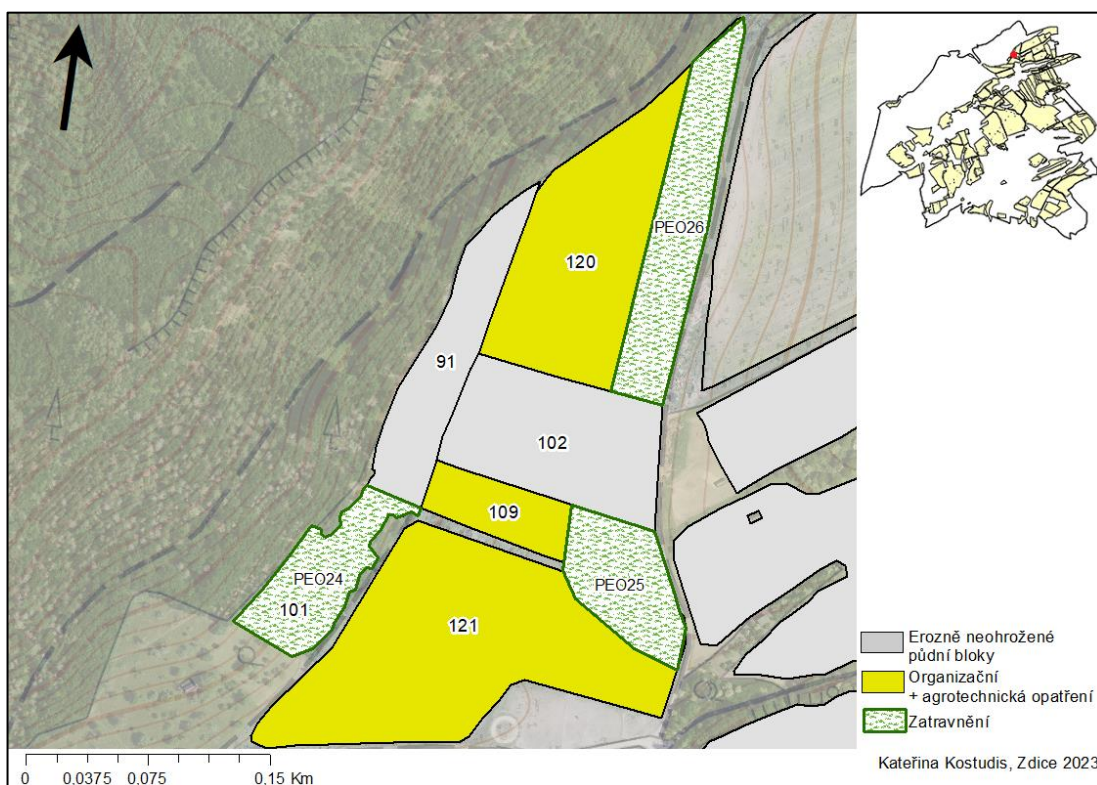 PEO26
120
91
102
109
PEO24
PEO25
101
121
Erozně neohrožené
půdní bloky
Organizační
+ agrotechnická opatření
Zatravnění
Kateřina Kostudis, Zdice 2023
0 0,0375 0,075 0,15 Km